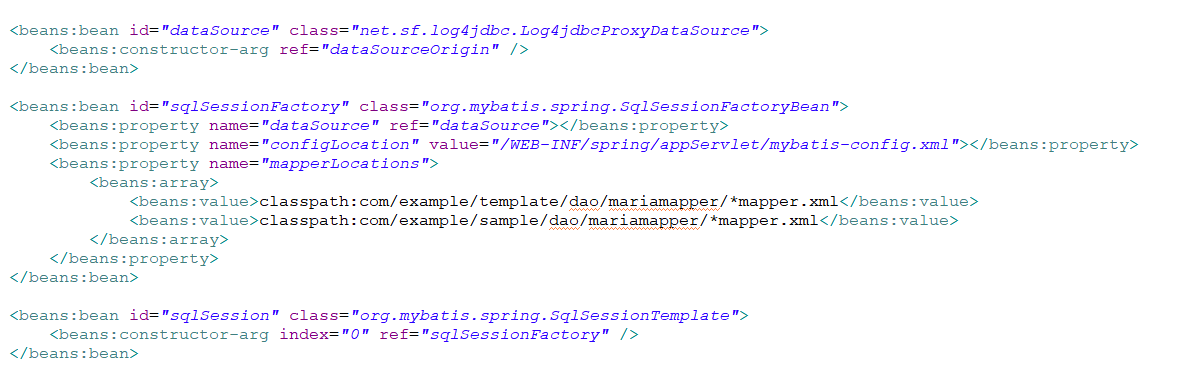 <beans:bean id="dataSource" class="net.sf.log4jdbc.Log4jdbcProxyDataSource">
    <beans:constructor-arg ref="dataSourceOrigin" />
</beans:bean>

<beans:bean id="sqlSessionFactory" class="org.mybatis.spring.SqlSessionFactoryBean">
    <beans:property name="dataSource" ref="dataSource"></beans:property>
    <beans:property name="configLocation" value="/WEB-INF/spring/appServlet/mybatis-config.xml"></beans:property>
    <beans:property name="mapperLocations">
        <beans:array>
            <beans:value>classpath:com/example/template/dao/mariamapper/*mapper.xml</beans:value>
            <beans:value>classpath:com/example/sample/dao/mariamapper/*mapper.xml</beans:value>
        </beans:array>
    </beans:property>
</beans:bean>

<beans:bean id="sqlSession" class="org.mybatis.spring.SqlSessionTemplate">
    <beans:constructor-arg index="0" ref="sqlSessionFactory" />
</beans:bean>